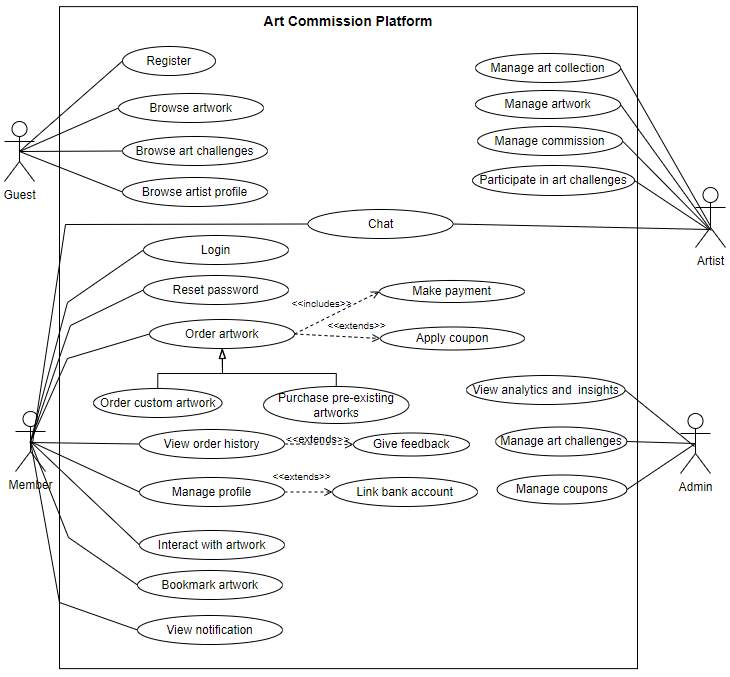 Art Commission Platform
Register
Manage art collection
Browse artwork
Manage artwork
Browse art challenges
Manage commission
Guest
Browse artist profile
Participate in art challenges
Chat
Artist
Login
Reset password
Make payment
<<includes>>
Order artwork
<<extends>>
Apply coupon
Order custom artwork
Purchase pre-existing
artworks
View analytics and insights
View order history
<<extends>>
Give feedback
Manage art challenges
Member
Manage profile
<<extends>>
Link bank account
Manage coupons
Admin
Interact with artwork
Bookmark artwork
View notification